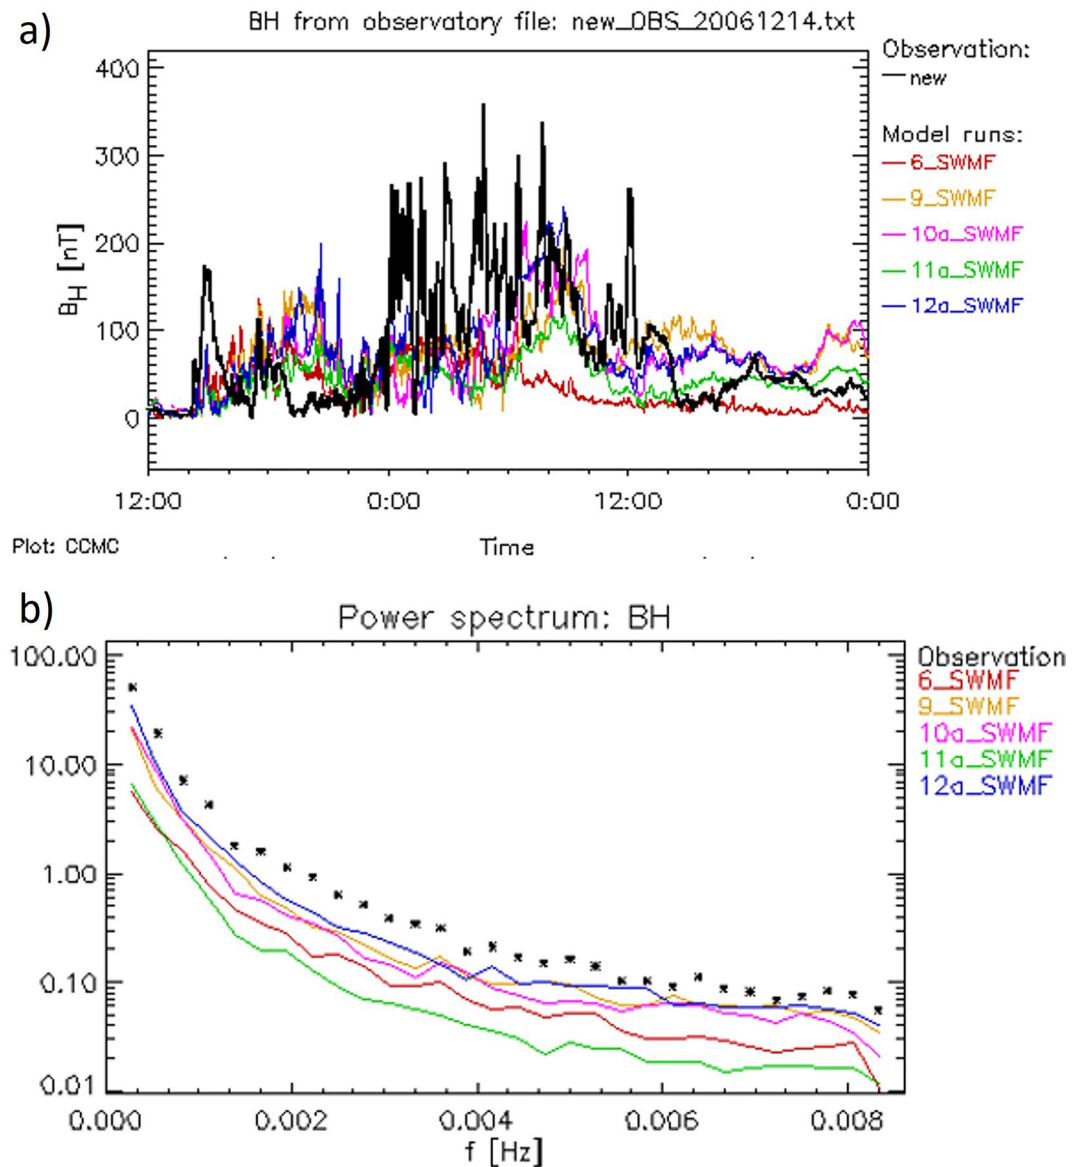 a)
BH from observatory file: new_OBS_20061214.txt
Observation:
new
Model runs:
6_SWMF
9_SWMF
10a_SWMF
11a_SWMF
12a_SWMF
B_H [nT]
400
300
200
100
0
12:00
0:00
12:00
0:00
Time
Plot: CCMC
b)
Power spectrum: BH
Observation
6_SWMF
9_SWMF
10a_SWMF
11a_SWMF
12a_SWMF
100.00
10.00
1.00
0.10
0.01
0.000
0.002
0.004
0.006
0.008
f [Hz]